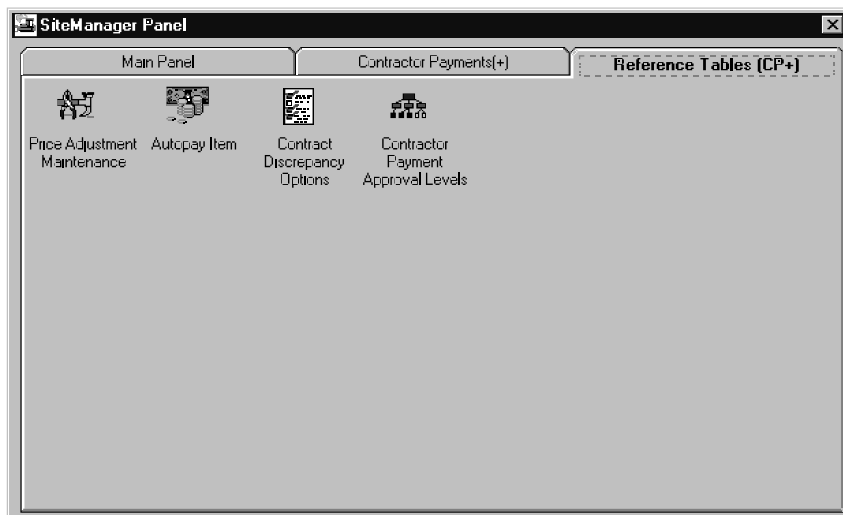 SiteManager Panel
Main Panel
Contractor Payments(+)
Reference Tables (CP+)
Price Adjustment
Maintenance
Autopay Item
Contract
Discrepancy
Options
Contractor
Payment
Approval Levels